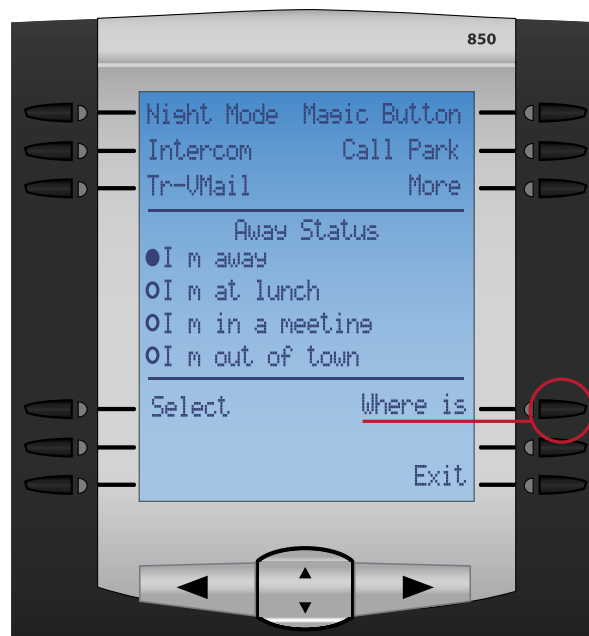 850
Night Mode Magic Button
Intercom Call Park
Tr-VMail More
Away Status
I m away
I m at lunch
I m in a meeting
I m out of town
Select Where is
Exit